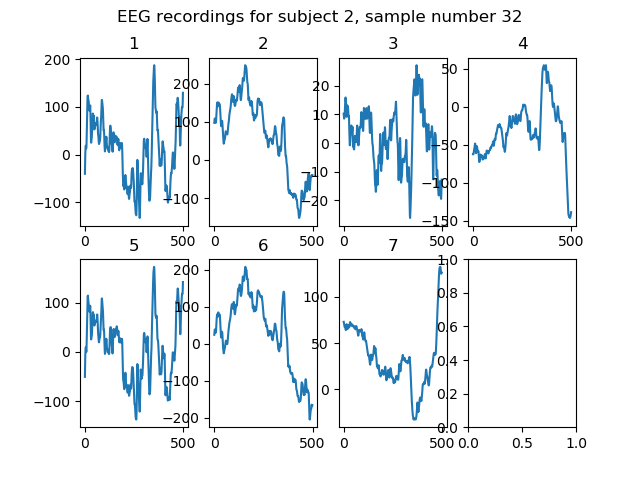 EEG recordings for subject 2, sample number 32
1 2 3 4
200 100 0 −100
200 100 0 −100
20 10 0 −10 −20
50 0 −50 −100 −150
0 500 0 500 0 500 0 500
5 6 7
100 0 −100
200 100 0 −100 −200
100 50 0
1.0 0.8 0.6 0.4 0.2 0.0
0 500 0 500 0 500 0.0 0.5 1.0